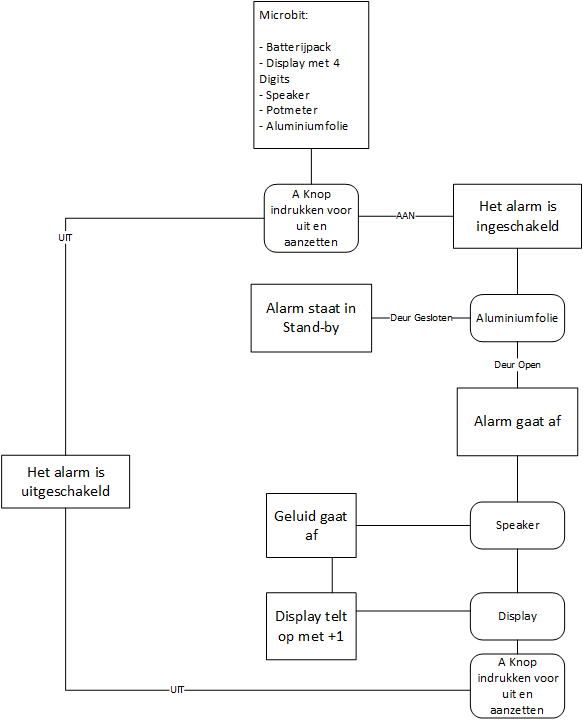 Microbit:
- Batterijpack
- Display met 4
Digits
- Speaker
- Potmeter
- Aluminiumfolie
A Knop
indrukken voor
uit en
aanzetten
AAN
Het alarm is
ingeschakeld
UIT
Alarm staat in
Stand-by
Deur Gesloten
Aluminiumfolie
Deur Open
Alarm gaat af
Het alarm is
uitgeschakeld
Geluid gaat
af
Speaker
Display telt
op met +1
Display
A Knop
indrukken voor
uit en
aanzetten
UIT